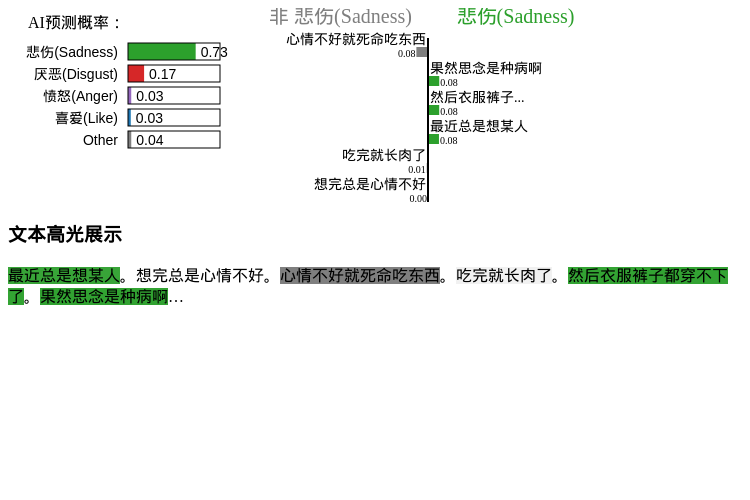 AI预测概率：
悲伤(Sadness) 0.73
厌恶(Disgust) 0.17
愤怒(Anger) 0.03
喜爱(Like) 0.03
Other 0.04
非 悲伤(Sadness) 悲伤(Sadness)
心情不好就死命吃东西
0.08
果然思念是种病啊
0.08
然后衣服裤子...
0.08
最近总是想某人
0.08
吃完就长肉了
0.01
想完总是心情不好
0.00
文本高光展示
最近总是想某人。想完总是心情不好。心情不好就死命吃东西。吃完就长肉了。然后衣服裤子都穿不下
了。果然思念是种病啊…